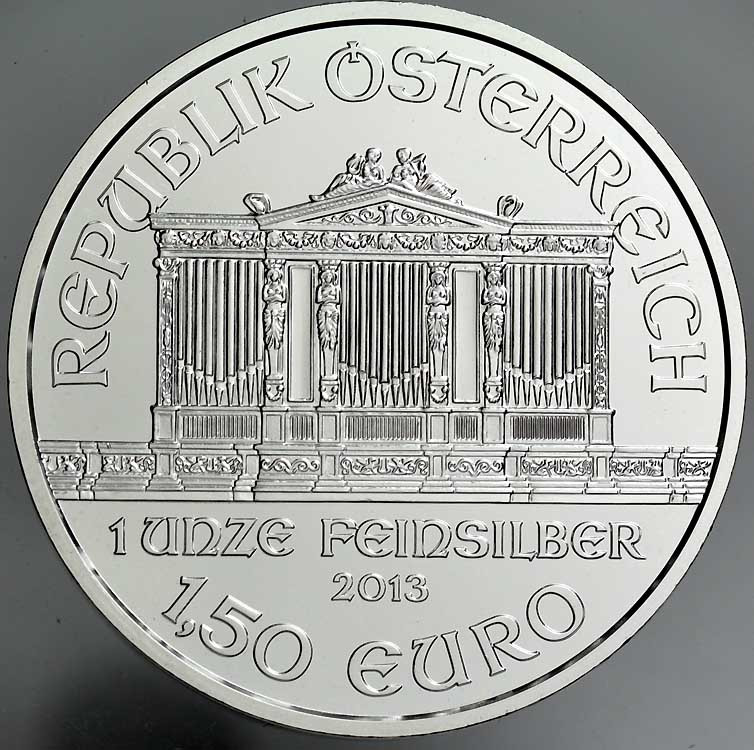 REPUBLIK ÖSTERREICH
1 UNZE FEINSILBER
2013
1,50 EURO